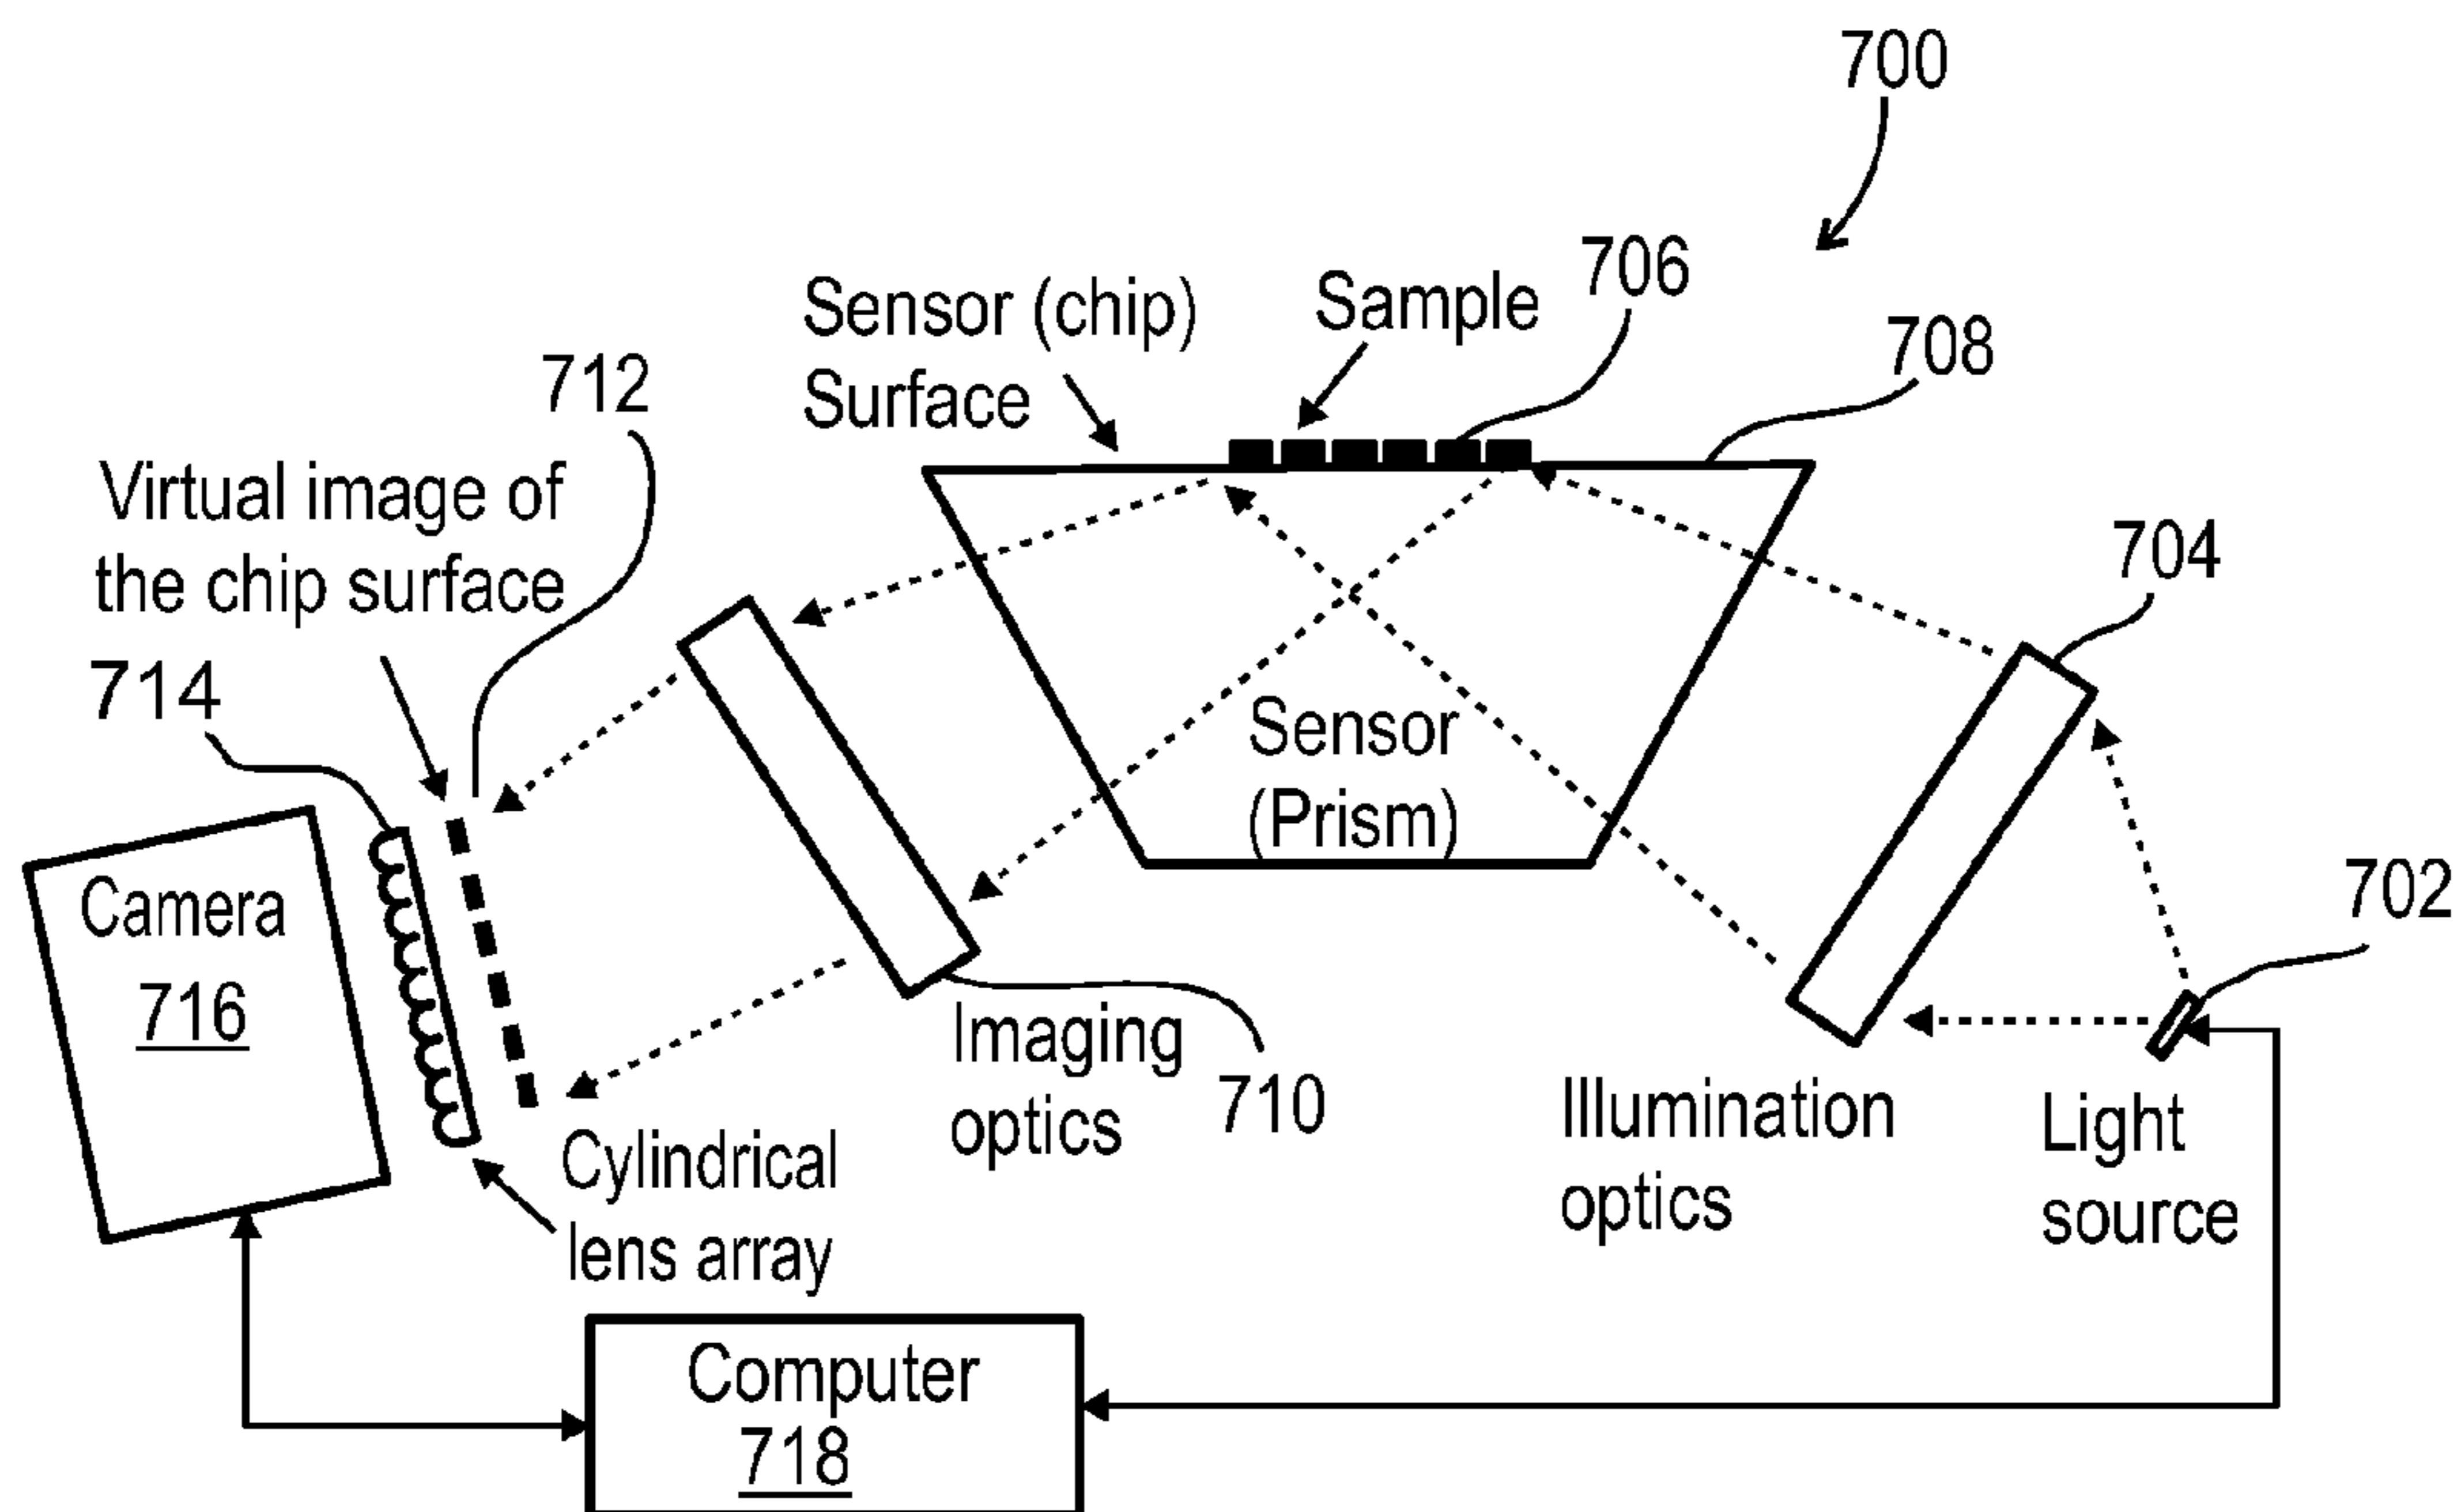 700
706
Sensor (chip)
Surface
Sample
708
712
Virtual image of
the chip surface
704
714
Sensor
(Prism)
702
Camera
716
Imaging
optics
710
Illumination
optics
Light
source
Cylindrical
lens array
Computer
718